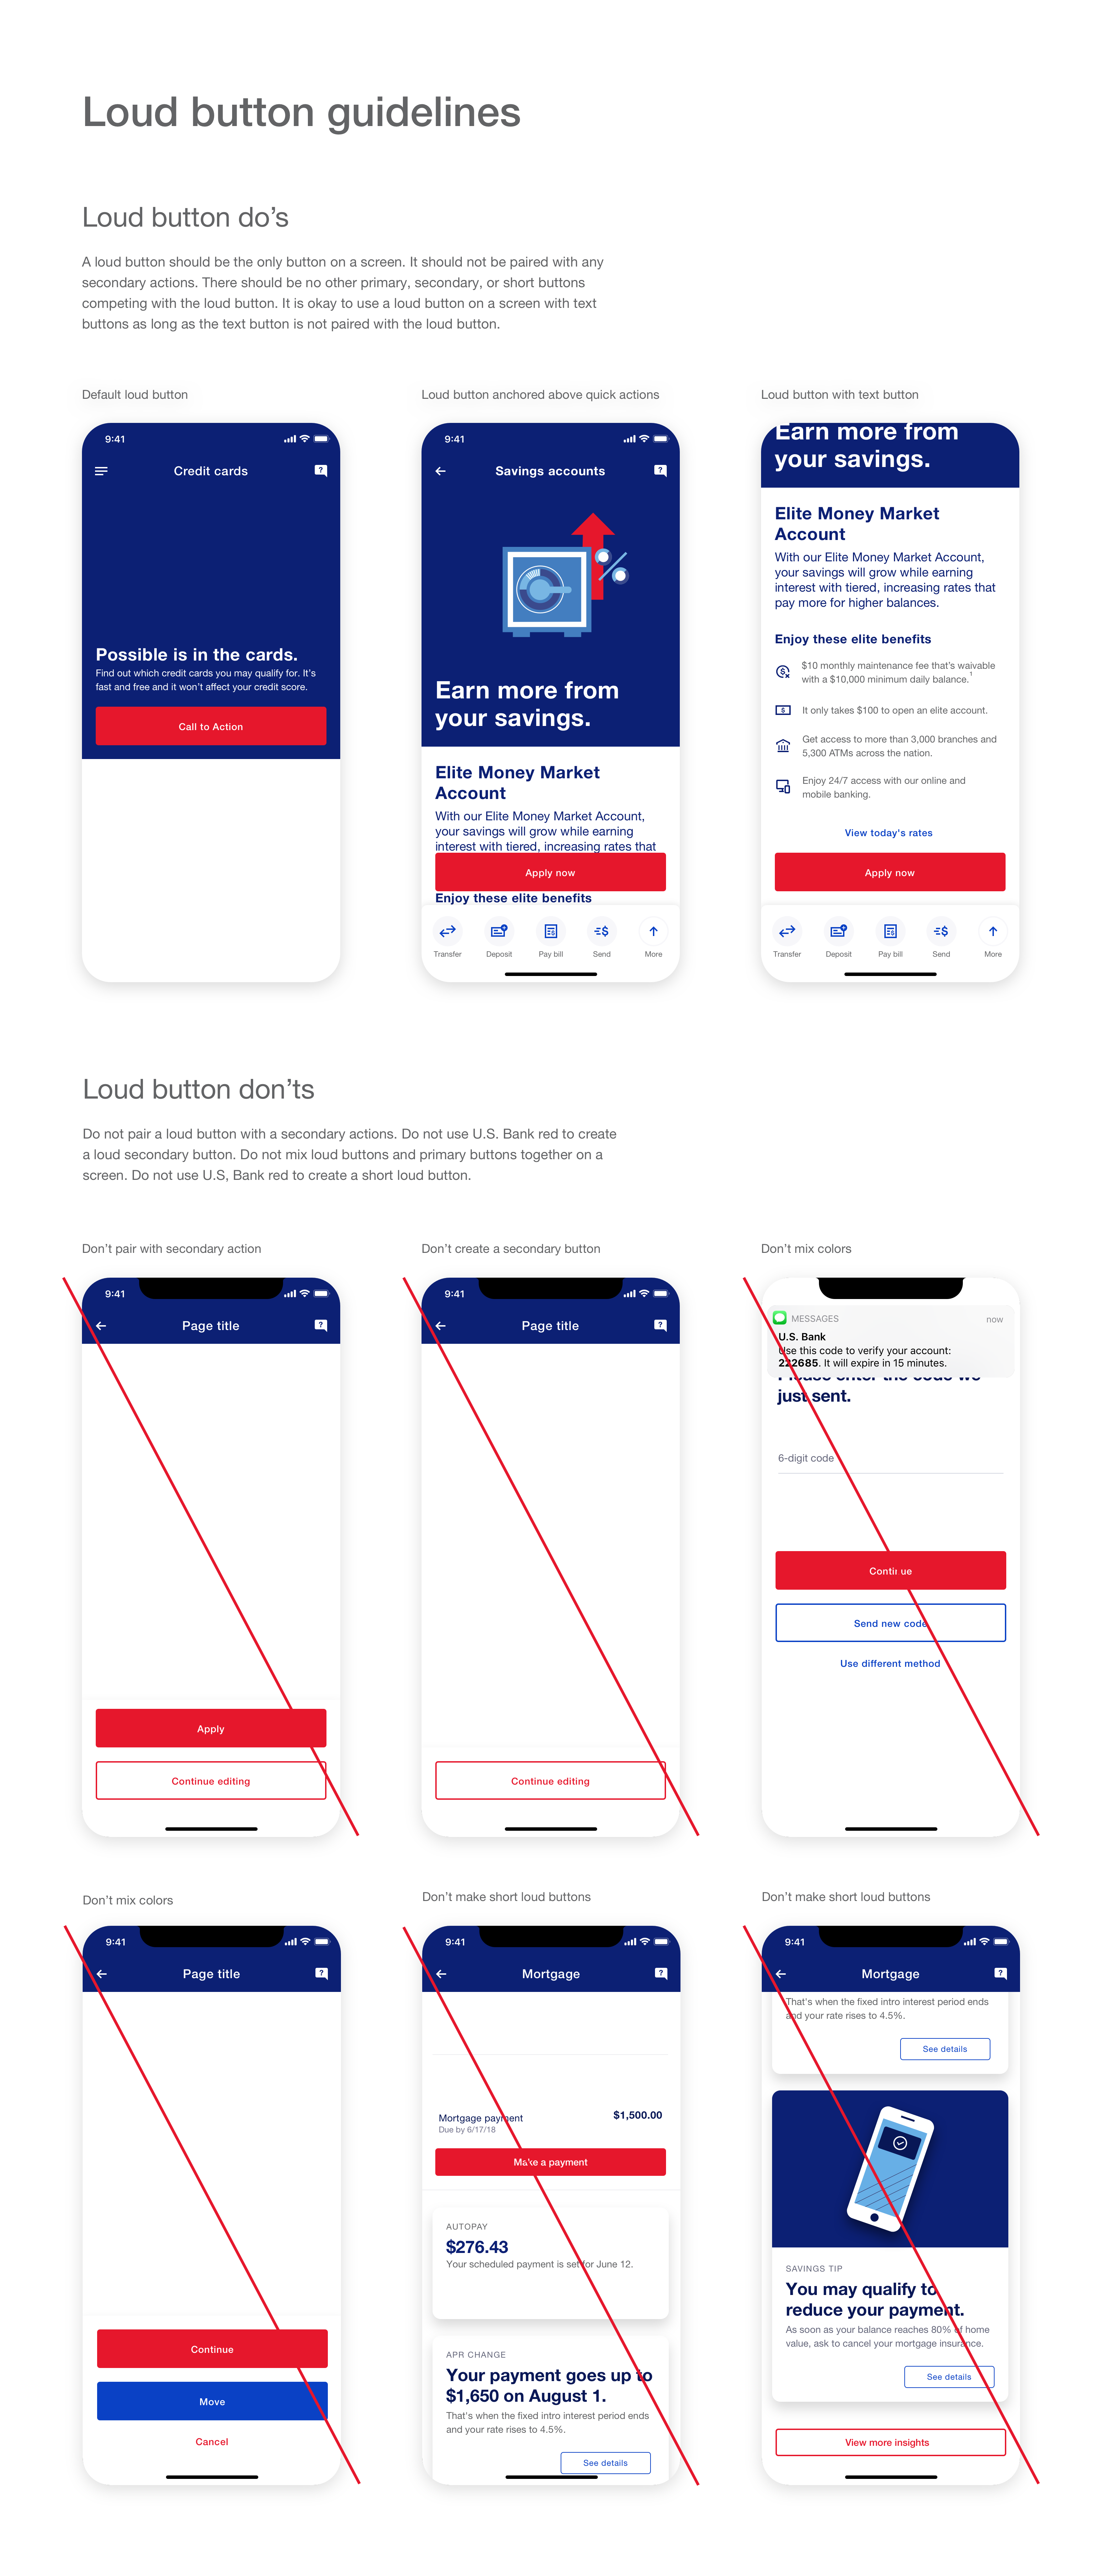 Loud button guidelines
Loud button do’s
A loud button should be the only button on a screen. It should not be paired with any
secondary actions. There should be no other primary, secondary, or short buttons
competing with the loud button. It is okay to use a loud button on a screen with text
buttons as long as the text button is not paired with the loud button.
Default loud button
9:41
Credit cards
Possible is in the cards.
Find out which credit cards you may qualify for. It’s
fast and free and it won’t affect your credit score.
Call to Action
Loud button anchored above quick actions
9:41
Savings accounts
Earn more from
your savings.
Elite Money Market
Account
With our Elite Money Market Account,
your savings will grow while earning
interest with tiered, increasing rates that
Apply now
Enjoy these elite benefits
Transfer
Deposit
Pay bill
Send
More
Loud button with text button
Earn more from
your savings.
Elite Money Market
Account
With our Elite Money Market Account,
your savings will grow while earning
interest with tiered, increasing rates that
pay more for higher balances.
Enjoy these elite benefits
$10 monthly maintenance fee that’s waivable
with a $10,000 minimum daily balance.1
It only takes $100 to open an elite account.
Get access to more than 3,000 branches and
5,300 ATMs across the nation.
Enjoy 24/7 access with our online and
mobile banking.
View today's rates
Apply now
Transfer
Deposit
Pay bill
Send
More
Loud button don’ts
Do not pair a loud button with a secondary actions. Do not use U.S. Bank red to create
a loud secondary button. Do not mix loud buttons and primary buttons together on a
screen. Do not use U.S, Bank red to create a short loud button.
Don’t pair with secondary action
9:41
Page title
Apply
Continue editing
Don’t create a secondary button
9:41
Page title
Continue editing
Don’t mix colors
MESSAGES
now
U.S. Bank
Use this code to verify your account:
222685. It will expire in 15 minutes.
Please enter the code we
just sent.
6-digit code
Continue
Send new code
Use different method
Don’t mix colors
9:41
Page title
Continue
Move
Cancel
Don’t make short loud buttons
9:41
Mortgage
Mortgage payment
$1,500.00
Due by 6/17/18
Make a payment
AUTOPAY
$276.43
Your scheduled payment is set for June 12.
APR CHANGE
Your payment goes up to
$1,650 on August 1.
That's when the fixed intro interest period ends
and your rate rises to 4.5%.
See details
Don’t make short loud buttons
9:41
Mortgage
That's when the fixed intro interest period ends
and your rate rises to 4.5%.
See details
SAVINGS TIP
You may qualify to
reduce your payment.
As soon as your balance reaches 80% of home
value, ask to cancel your mortgage insurance.
See details
View more insights